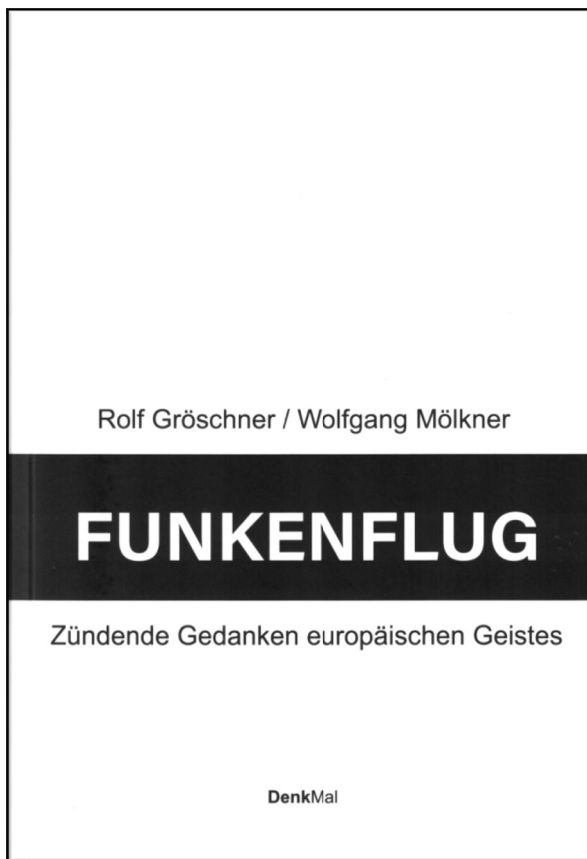 Rolf Gröschner / Wolfgang Mölkner
FUNKENFLUG
Zündende Gedanken europäischen Geistes
DenkMal